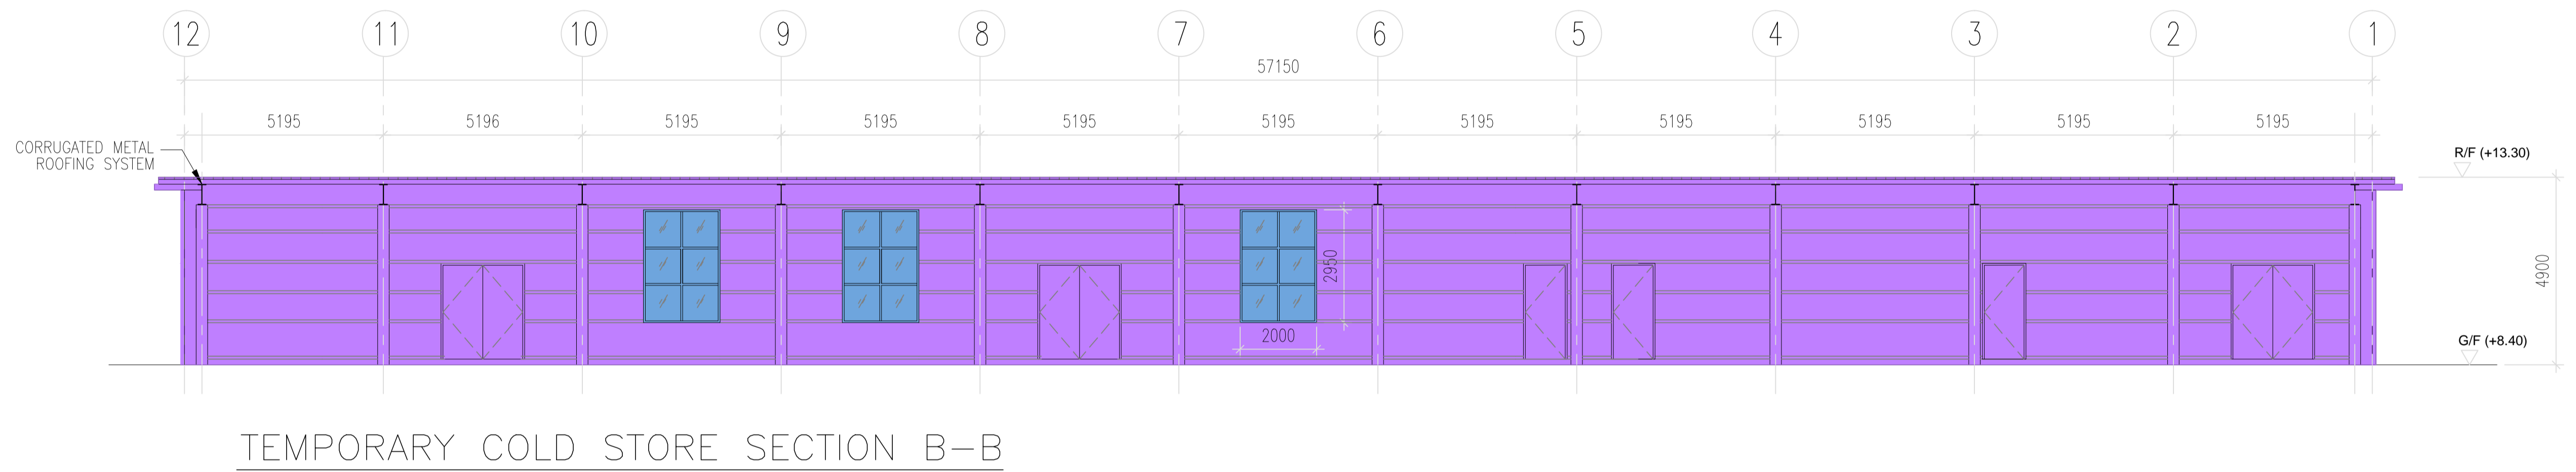 12 11 10 9 8 7 6 5 4 3 2 1
57150
5195 5196 5195 5195 5195 5195 5195 5195 5195 5195 5195
CORRUGATED METAL
ROOFING SYSTEM
R/F (+13.30)
2950
4900
2000
G/F (+8.40)
TEMPORARY COLD STORE SECTION B-B